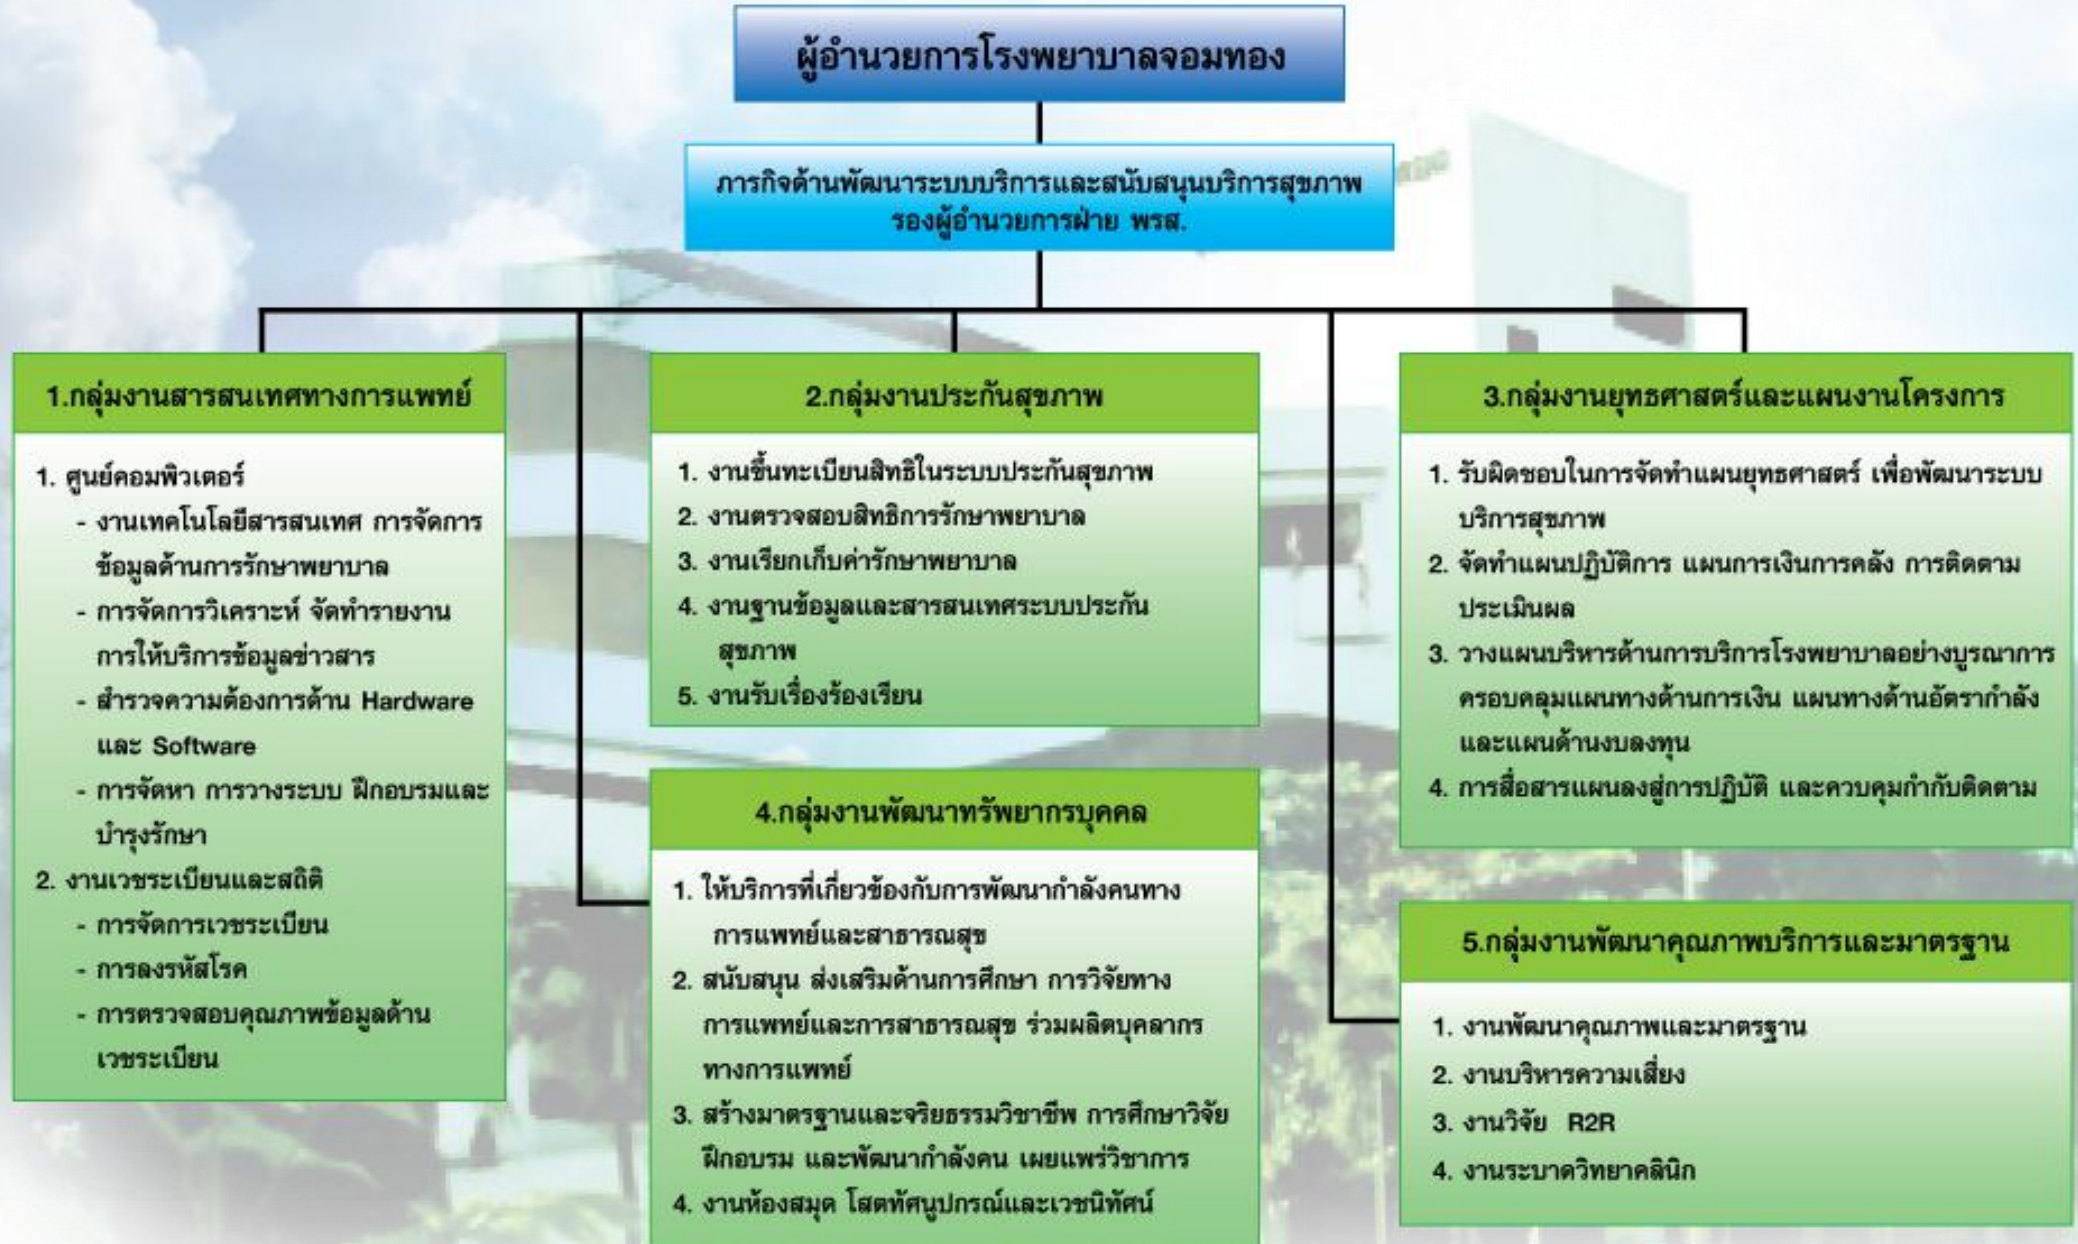 ผู้อำนวยการโรงพยาบาลจอมทอง
ภารกิจด้านพัฒนาระบบบริการและสนับสนุนบริการสุขภาพ
รองผู้อำนวยการฝ่าย พรส.
1.กลุ่มงานสารสนเทศทางการแพทย์
1. ศูนย์คอมพิวเตอร์
- งานเทคโนโลยีสารสนเทศ การจัดการ
ข้อมูลด้านการรักษาพยาบาล
- การจัดการวิเคราะห์ จัดทำรายงาน
การให้บริการข้อมูลข่าวสาร
- สำรวจความต้องการด้าน Hardware
และ Software
- การจัดหา การวางระบบ ฝึกอบรมและ
บำรุงรักษา
2. งานเวชระเบียนและสถิติ
- การจัดการเวชระเบียน
- การลงรหัสโรค
- การตรวจสอบคุณภาพข้อมูลด้าน
เวชระเบียน
2.กลุ่มงานประกันสุขภาพ
1. งานขึ้นทะเบียนสิทธิในระบบประกันสุขภาพ
2. งานตรวจสอบสิทธิการรักษาพยาบาล
3. งานเรียกเก็บค่ารักษาพยาบาล
4. งานฐานข้อมูลและสารสนเทศระบบประกัน
สุขภาพ
5. งานรับเรื่องร้องเรียน
3.กลุ่มงานยุทธศาสตร์และแผนงานโครงการ
1. รับผิดชอบในการจัดทำแผนยุทธศาสตร์ เพื่อพัฒนาระบบ
บริการสุขภาพ
2. จัดทำแผนปฏิบัติการ แผนการเงินการคลัง การติดตาม
ประเมินผล
3. วางแผนบริหารด้านการบริการโรงพยาบาลอย่างบูรณาการ
ครอบคลุมแผนทางด้านการเงิน แผนทางด้านอัตรากำลัง
และแผนด้านงบลงทุน
4. การสื่อสารแผนลงสู่การปฏิบัติ และควบคุมกำกับติดตาม
4.กลุ่มงานพัฒนาทรัพยากรบุคคล
1. ให้บริการที่เกี่ยวข้องกับการพัฒนากำลังคนทาง
การแพทย์และสาธารณสุข
2. สนับสนุน ส่งเสริมด้านการศึกษา การวิจัยทาง
การแพทย์และการสาธารณสุข ร่วมผลิตบุคลากร
ทางการแพทย์
3. สร้างมาตรฐานและจริยธรรมวิชาชีพ การศึกษาวิจัย
ฝึกอบรม และพัฒนากำลังคน เผยแพร่วิชาการ
4. งานห้องสมุด โสตทัศนูปกรณ์และเวชนิทัศน์
5.กลุ่มงานพัฒนาคุณภาพบริการและมาตรฐาน
1. งานพัฒนาคุณภาพและมาตรฐาน
2. งานบริหารความเสี่ยง
3. งานวิจัย R2R
4. งานระบาดวิทยาคลินิก